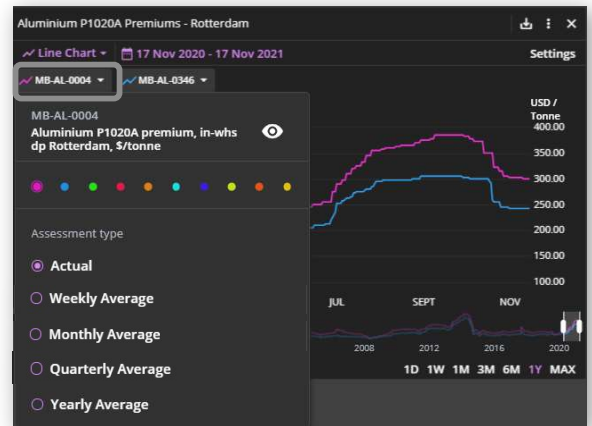 Aluminium P1020A Premiums - Rotterdam
Line Chart
17 Nov 2020 - 17 Nov 2021
Settings
MB-AL-0004
MB-AL-0346
MB-AL-0004
Aluminium P1020A premium, in-whs
dp Rotterdam, $/tonne
USD /
Tonne
400.00
350.00
300.00
250.00
200.00
150.00
100.00
Assessment type
Actual
Weekly Average
Monthly Average
Quarterly Average
Yearly Average
JUL SEPT NOV
2008 2012 2016 2020
1D 1W 1M 3M 6M 1Y MAX